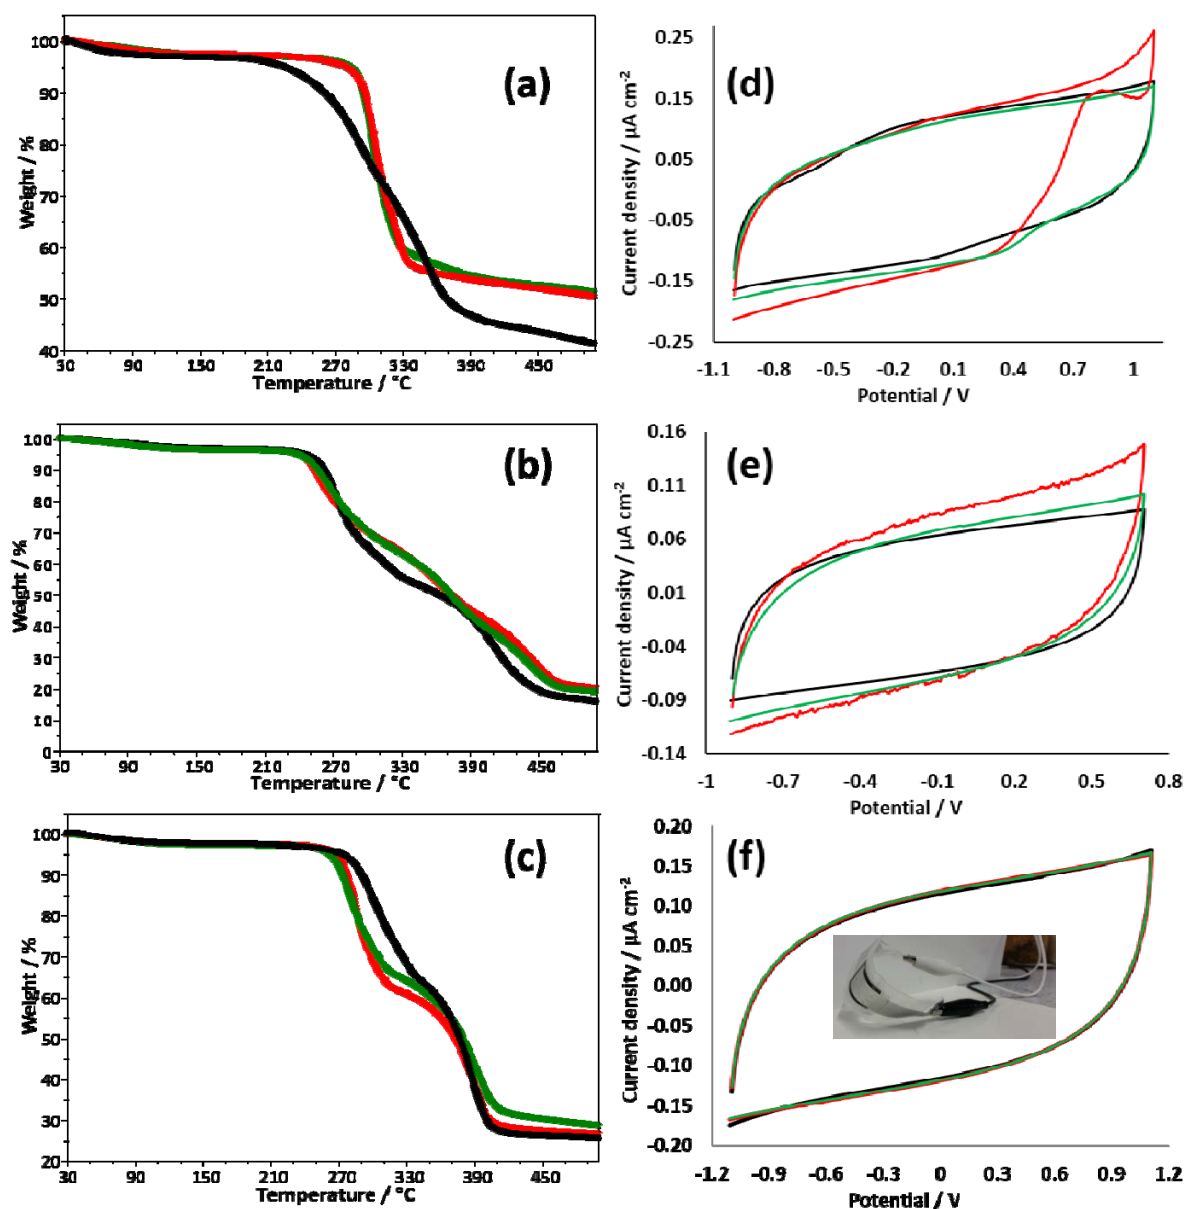 (a)
100
90
80
70
60
50
40
Weight / %
30 90 150 210 270 330 390 450
Temperature / °C
(d)
0.25
0.15
0.05
-0.05
-0.15
-0.25
Current density / µA cm-2
-1.1 -0.8 -0.5 -0.2 0.1 0.4 0.7 1
Potential / V
(b)
100
90
80
70
60
50
40
30
20
10
0
Weight / %
30 90 150 210 270 330 390 450
Temperature / °C
(e)
0.16
0.11
0.06
0.01
-0.04
-0.09
-0.14
Current density / µA cm-2
-1 -0.7 -0.4 -0.1 0.2 0.5 0.8
Potential / V
(c)
100
90
80
70
60
50
40
30
20
Weight / %
30 90 150 210 270 330 390 450
Temperature / °C
(f)
0.20
0.15
0.10
0.05
0.00
-0.05
-0.10
-0.15
-0.20
Current density / µA cm-2
-1.2 -0.9 -0.6 -0.3 0 0.3 0.6 0.9 1.2
Potential / V